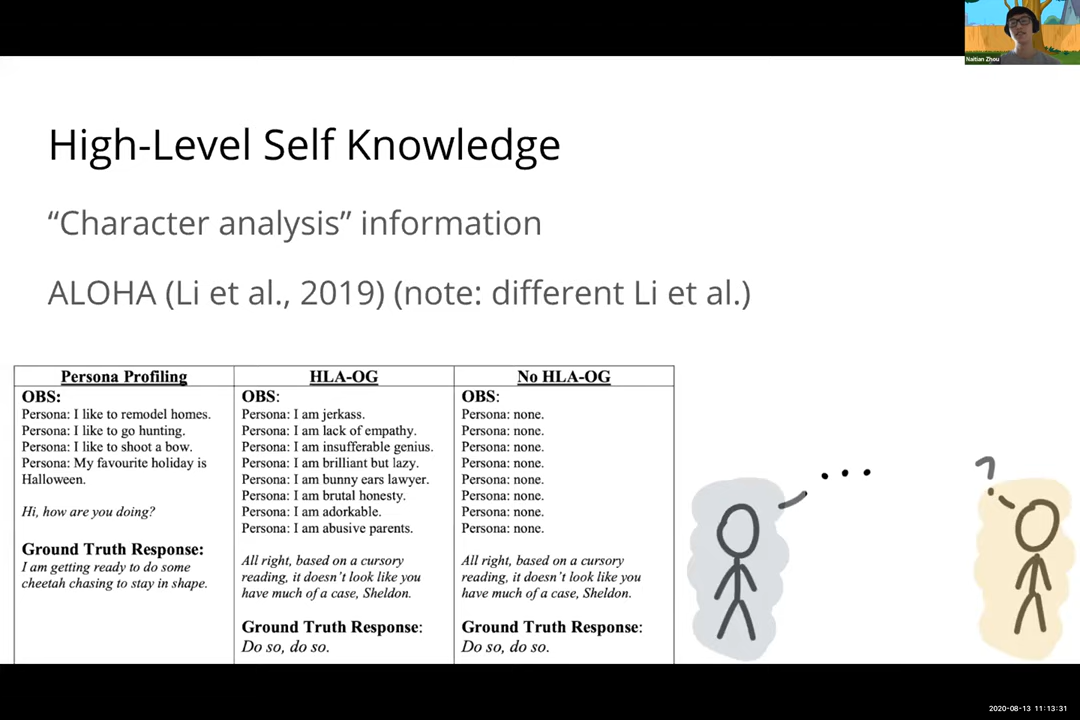 Naitian Zhou
High-Level Self Knowledge
“Character analysis” information
ALOHA (Li et al., 2019) (note: different Li et al.)
Persona Profiling
OBS:
Persona: I like to remodel homes.
Persona: I like to go hunting.
Persona: I like to shoot a bow.
Persona: My favourite holiday is
Halloween.
Hi, how are you doing?
Ground Truth Response:
I am getting ready to do some
cheetah chasing to stay in shape.
HLA-OG
OBS:
Persona: I am jerkass.
Persona: I am lack of empathy.
Persona: I am insufferable genius.
Persona: I am brilliant but lazy.
Persona: I am bunny ears lawyer.
Persona: I am brutal honesty.
Persona: I am adorkable.
Persona: I am abusive parents.
All right, based on a cursory
reading, it doesn’t look like you
have much of a case, Sheldon.
Ground Truth Response:
Do so, do so.
No HLA-OG
OBS:
Persona: none.
Persona: none.
Persona: none.
Persona: none.
Persona: none.
Persona: none.
Persona: none.
Persona: none.
All right, based on a cursory
reading, it doesn’t look like you
have much of a case, Sheldon.
Ground Truth Response:
Do so, do so.
...
?
2020-08-13 11:13:31